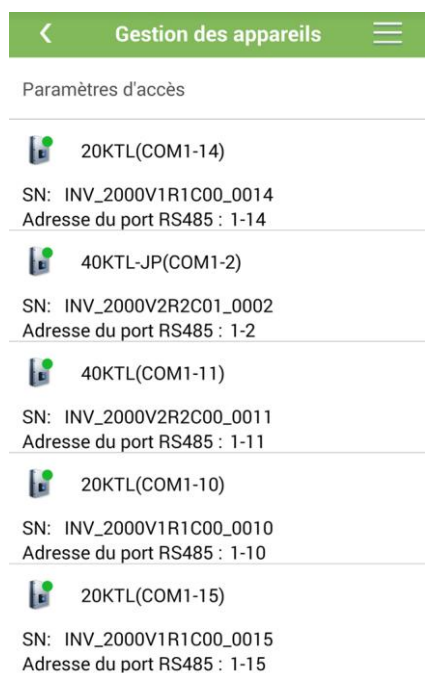 Gestion des appareils
Paramètres d'accès
20KTL(COM1-14)
SN: INV_2000V1R1C00_0014
Adresse du port RS485 : 1-14
40KTL-JP(COM1-2)
SN: INV_2000V2R2C01_0002
Adresse du port RS485 : 1-2
40KTL(COM1-11)
SN: INV_2000V2R2C00_0011
Adresse du port RS485 : 1-11
20KTL(COM1-10)
SN: INV_2000V1R1C00_0010
Adresse du port RS485 : 1-10
20KTL(COM1-15)
SN: INV_2000V1R1C00_0015
Adresse du port RS485 : 1-15